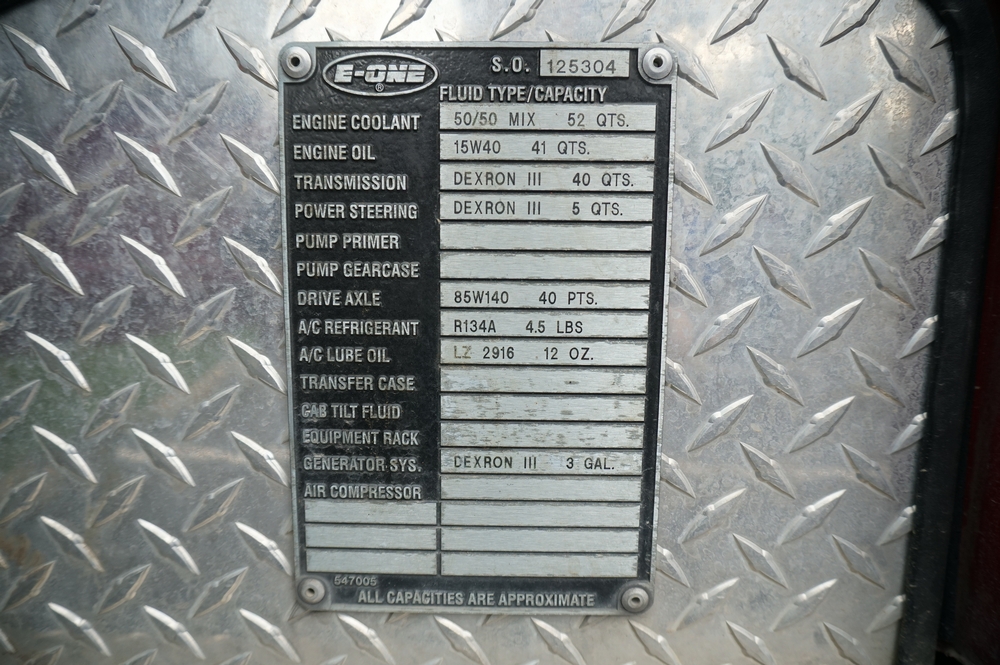 E-ONE
®
S.O. 125304
FLUID TYPE/CAPACITY
ENGINE COOLANT 50/50 MIX 52 QTS.
ENGINE OIL 15W40 41 QTS.
TRANSMISSION DEXRON III 40 QTS.
POWER STEERING DEXRON III 5 QTS.
PUMP PRIMER
PUMP GEARCASE
DRIVE AXLE 85W140 40 PTS.
A/C REFRIGERANT R134A 4.5 LBS
A/C LUBE OIL LZ 2916 12 OZ.
TRANSFER CASE
CAB TILT FLUID
EQUIPMENT RACK
GENERATOR SYS. DEXRON III 3 GAL.
AIR COMPRESSOR
547005
ALL CAPACITIES ARE APPROXIMATE